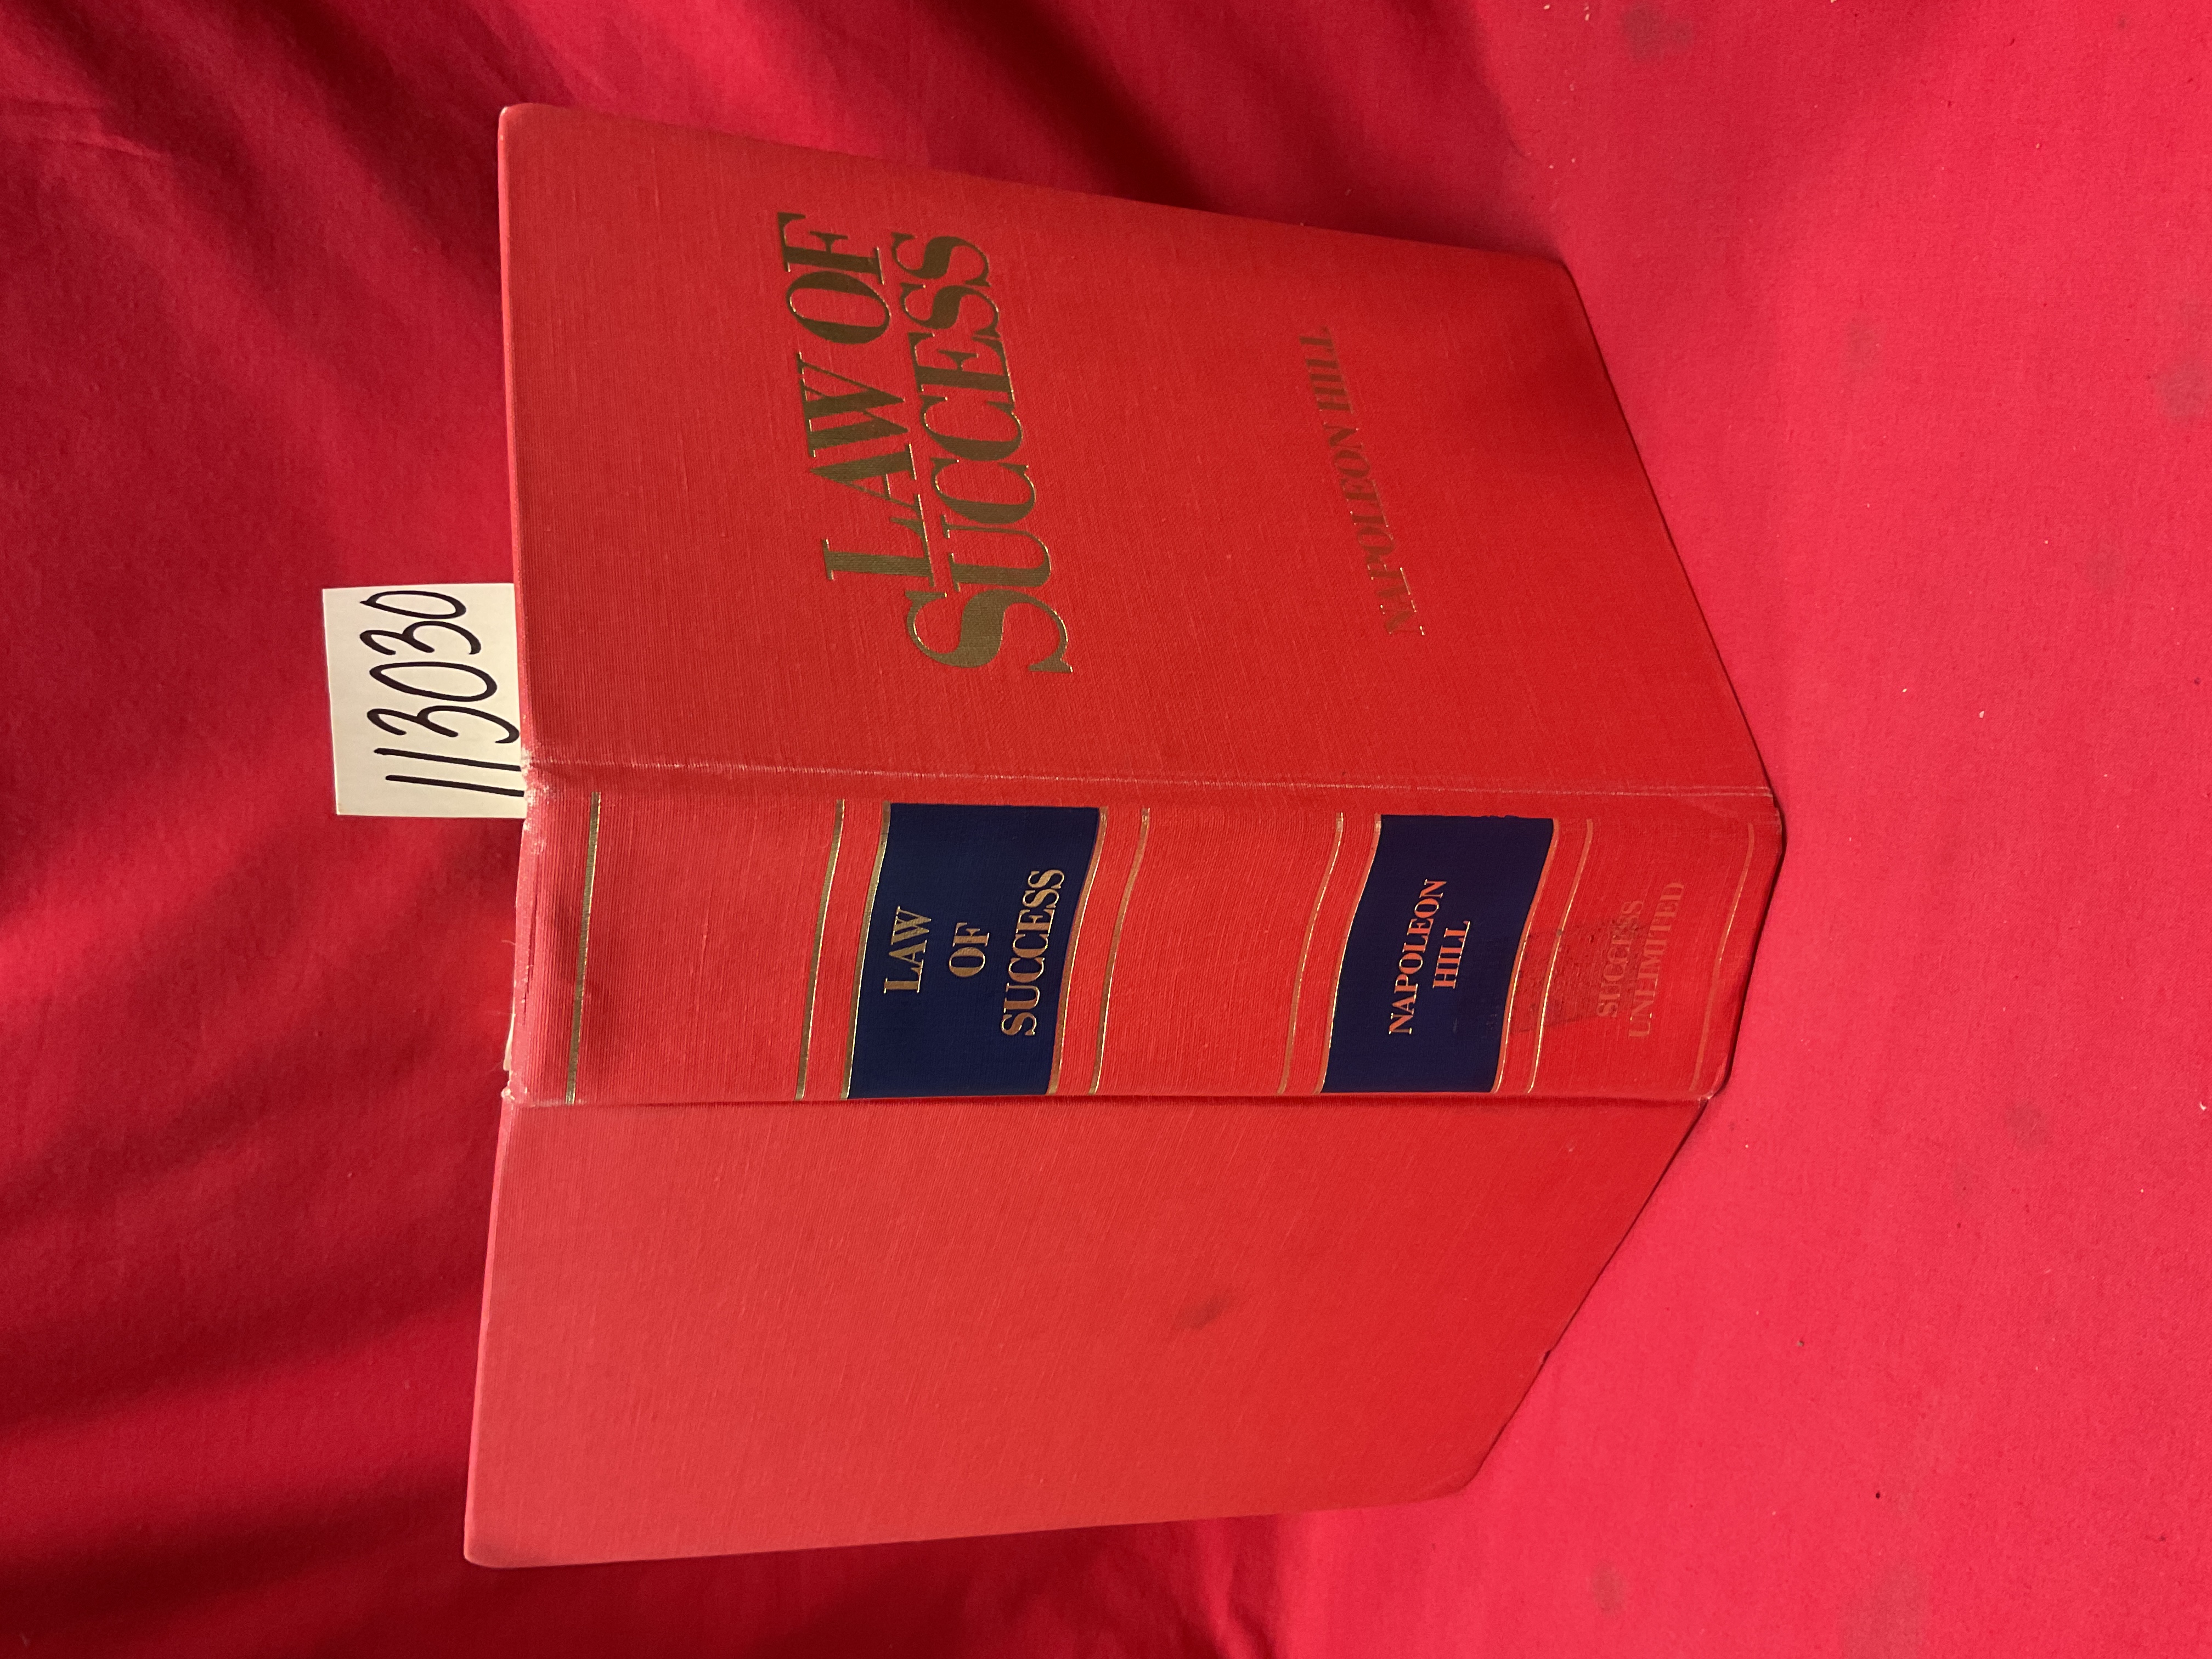 113030
LAW OF
SUCCESS
NAPOLEON HILL
LAW
OF
SUCCESS
NAPOLEON
HILL
SUCCESS
UNLIMITED